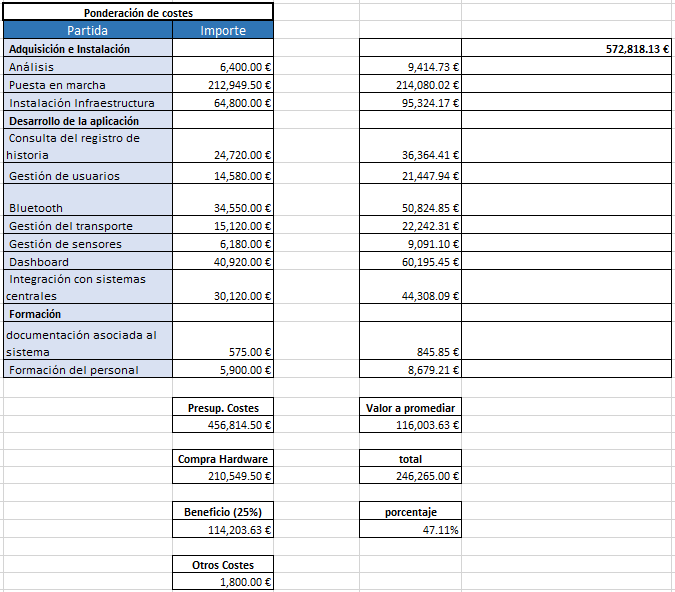 Ponderación de costes
Partida Importe
Adquisición e Instalación 572,818.13 €
Análisis 6,400.00 € 9,414.73 €
Puesta en marcha 212,949.50 € 214,080.02 €
Instalación Infraestructura 64,800.00 € 95,324.17 €
Desarrollo de la aplicación
Consulta del registro de
historia 24,720.00 € 36,364.41 €
Gestión de usuarios 14,580.00 € 21,447.94 €
Bluetooth 34,550.00 € 50,824.85 €
Gestión del transporte 15,120.00 € 22,242.31 €
Gestión de sensores 6,180.00 € 9,091.10 €
Dashboard 40,920.00 € 60,195.45 €
Integración con sistemas
centrales 30,120.00 € 44,308.09 €
Formación
documentación asociada al
sistema 575.00 € 845.85 €
Formación del personal 5,900.00 € 8,679.21 €
Presup. Costes Valor a promediar
456,814.50 € 116,003.63 €
Compra Hardware total
210,549.50 € 246,265.00 €
Beneficio (25%) porcentaje
114,203.63 € 47.11%
Otros Costes
1,800.00 €